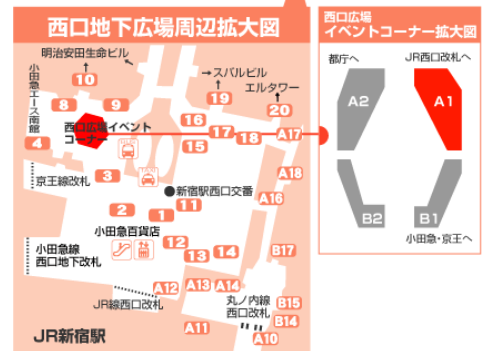 西口地下広場周辺拡大図
明治安田生命ビル
→スバルビル
エルタワー
小田急エース南館
10
8
9
19
20
西口広場イベント
コーナー
16
17
18
A17
4
15
京王線改札
3
A18
●新宿駅西口交番
A16
2
1
11
小田急百貨店
小田急線
西口地下改札
12
13
14
B17
A12
A13
A14
JR線西口改札
丸ノ内線
西口改札
B15
B14
A11
A10
JR新宿駅
西口広場
イベントコーナー拡大図
都庁へ
JR西口改札へ
A2
A1
B2
B1
小田急・京王へ